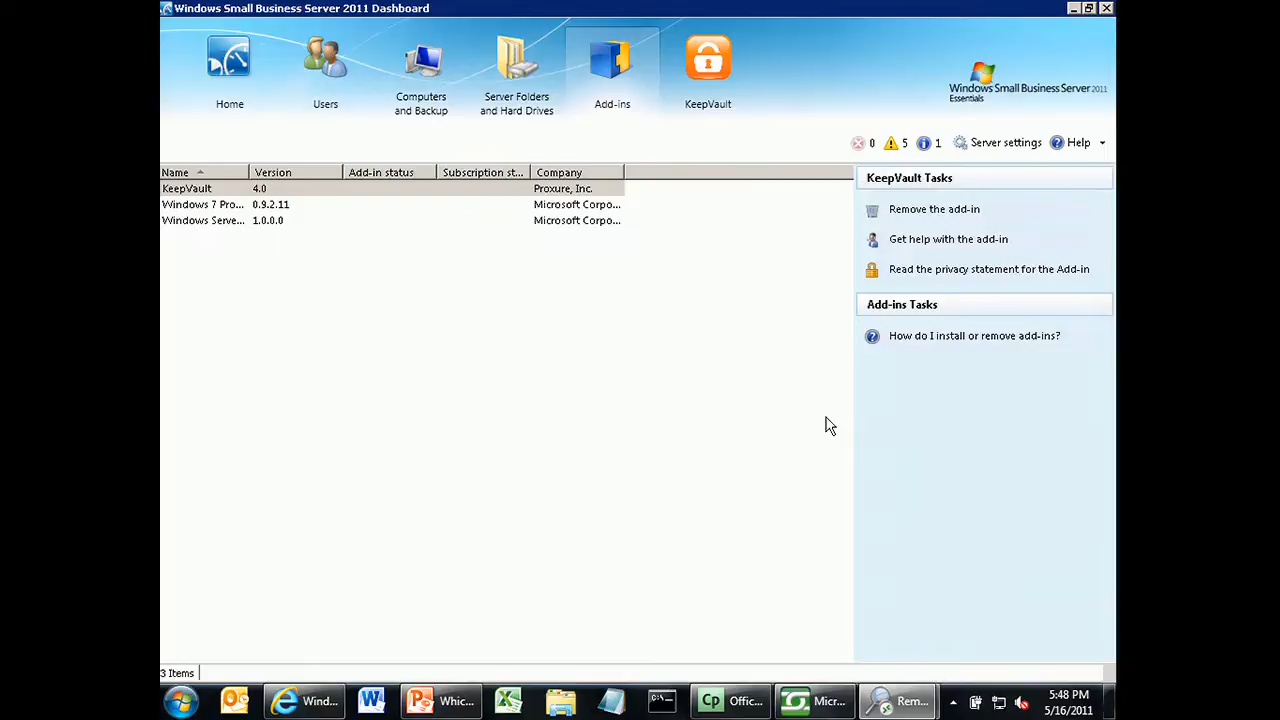 Windows Small Business Server 2011 Dashboard
Home
Users
Computers
and Backup
Server Folders
and Hard Drives
Add-ins
KeepVault
Windows Small Business Server 2011
Essentials
0 5 1 Server settings Help
Name Version Add-in status Subscription st... Company
KeepVault 4.0 Proxure, Inc.
Windows 7 Pro... 0.9.2.11 Microsoft Corpo...
Windows Serve... 1.0.0.0 Microsoft Corpo...
KeepVault Tasks
Remove the add-in
Get help with the add-in
Read the privacy statement for the Add-in
Add-ins Tasks
How do I install or remove add-ins?
3 Items
Wind... Whic... Cp Offic... Micr... Rem...
5:48 PM
5/16/2011